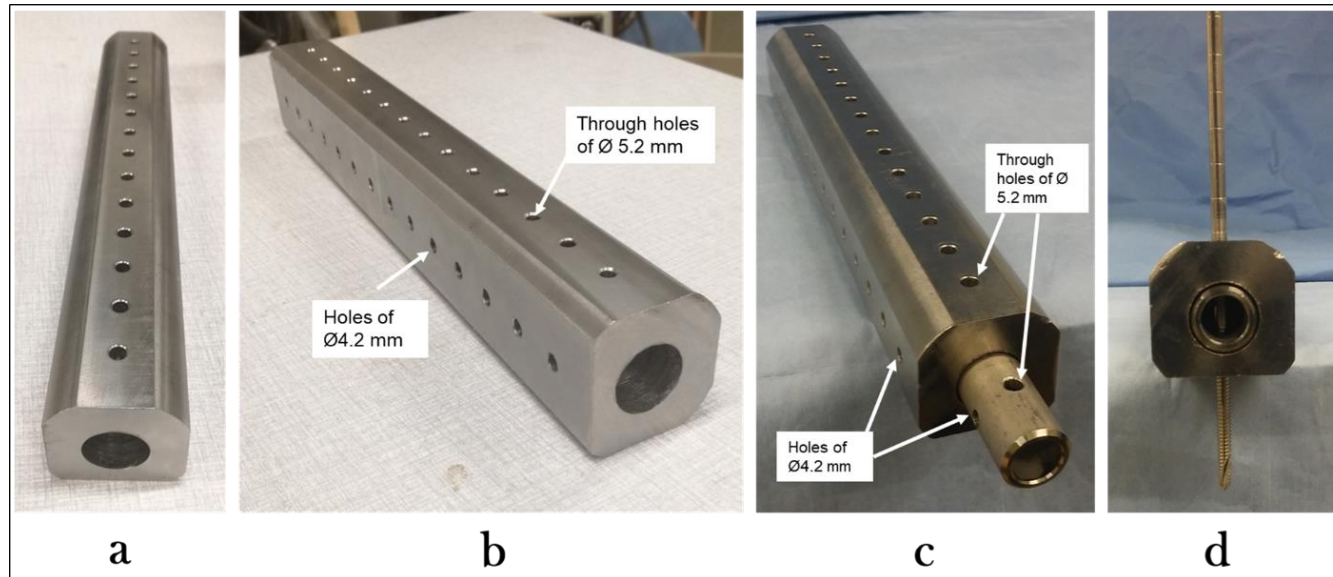 Through holes
of Ø 5.2 mm
Holes of
Ø4.2 mm
Through
holes of Ø
5.2 mm
Holes of
Ø4.2 mm
a
b
c
d